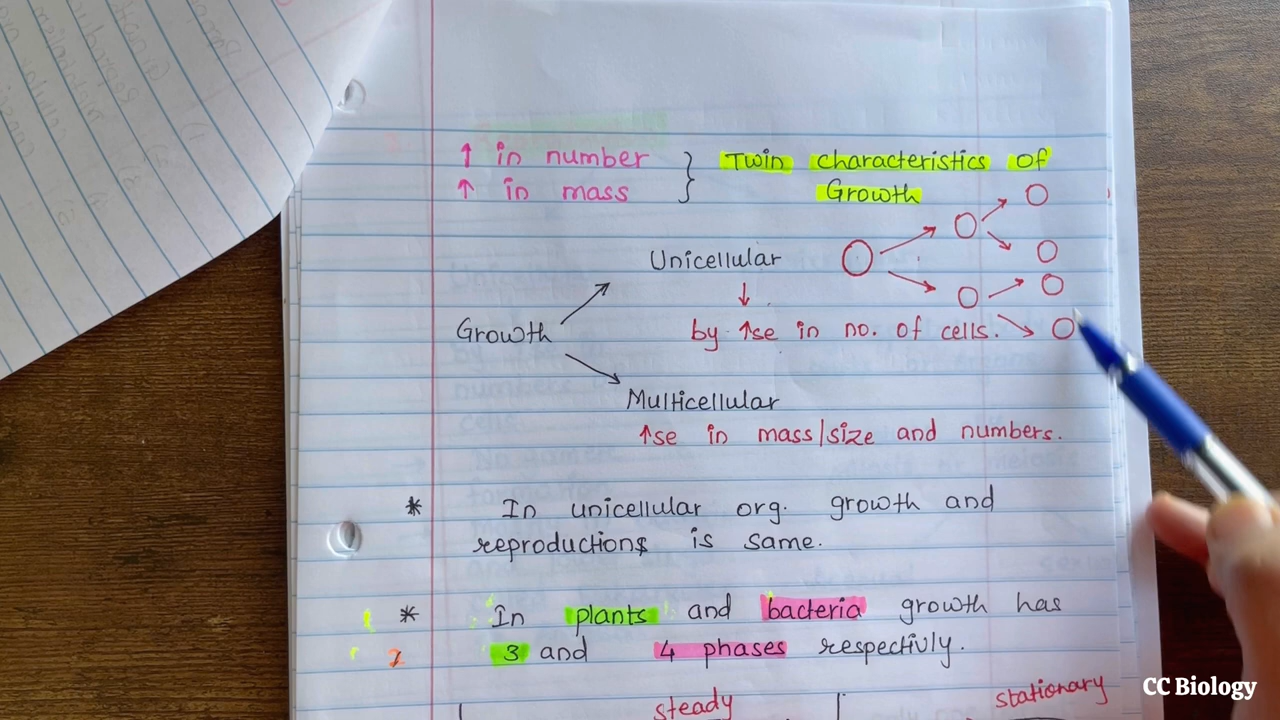 ↑ in number } Twin characteristics of
↑ in mass Growth
Unicellular
↓
Growth
by ↑se in no. of cells.
Multicellular
↑se in mass/size and numbers.
* In unicellular org. growth and
reproductions is same.
* In plants and bacteria growth has
3 and 4 phases respectivly.
steady
stationary
CC Biology